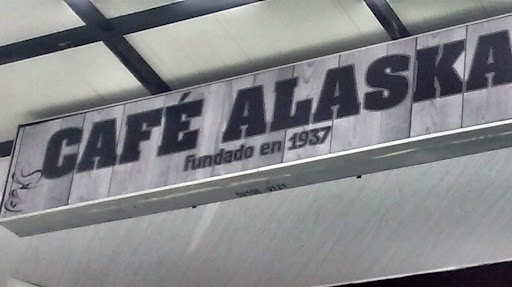 CAFÉ ALASKA
Fundado en 1937